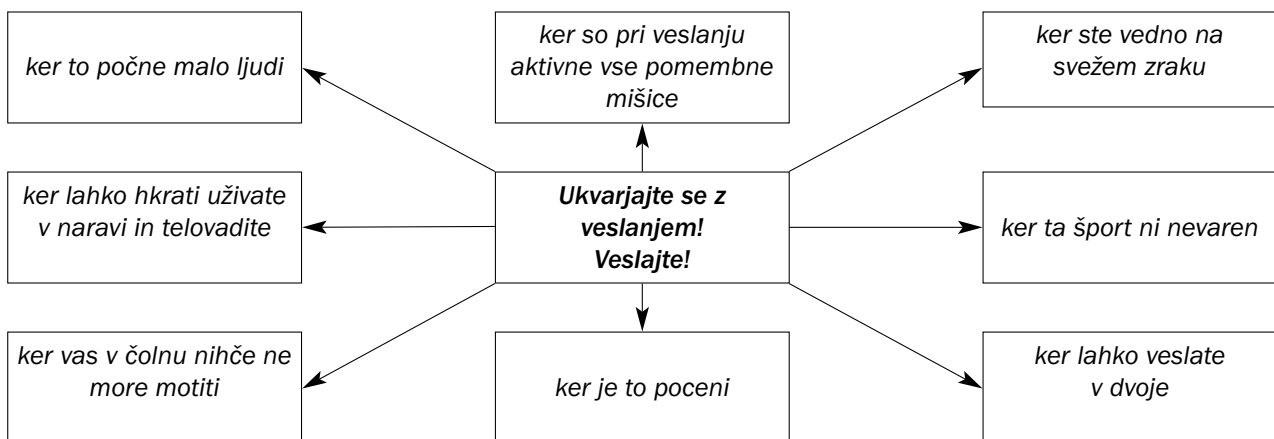 ker to počne malo ljudi
ker so pri veslanju
aktivne vse pomembne
mišice
ker ste vedno na
svežem zraku
ker lahko hkrati uživate
v naravi in telovadite
Ukvarjajte se z
veslanjem!
Veslajte!
ker ta šport ni nevaren
ker vas v čolnu nihče ne
more motiti
ker je to poceni
ker lahko veslate
v dvoje